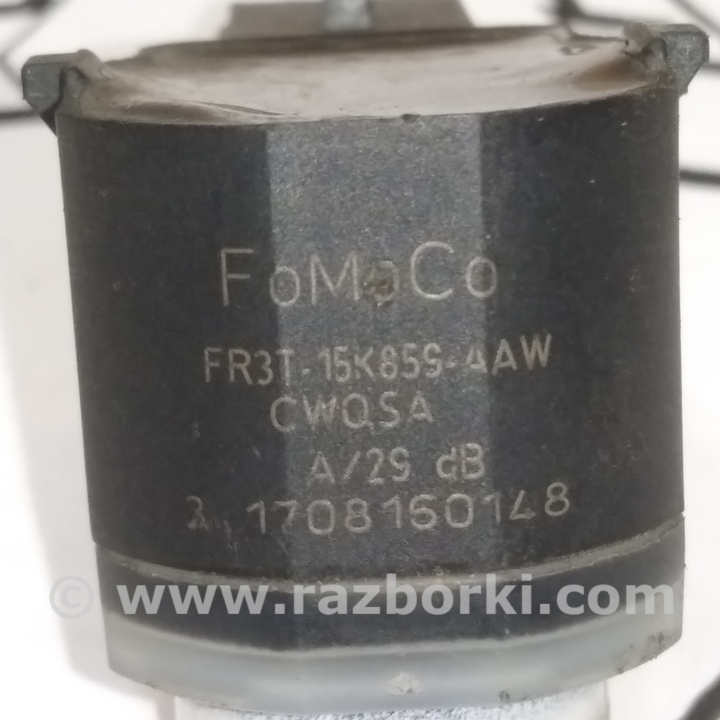 FoMoCo
FR3T-15K859-AAW
CWQSA
A/29 dB
1708160148
© www.razborki.com